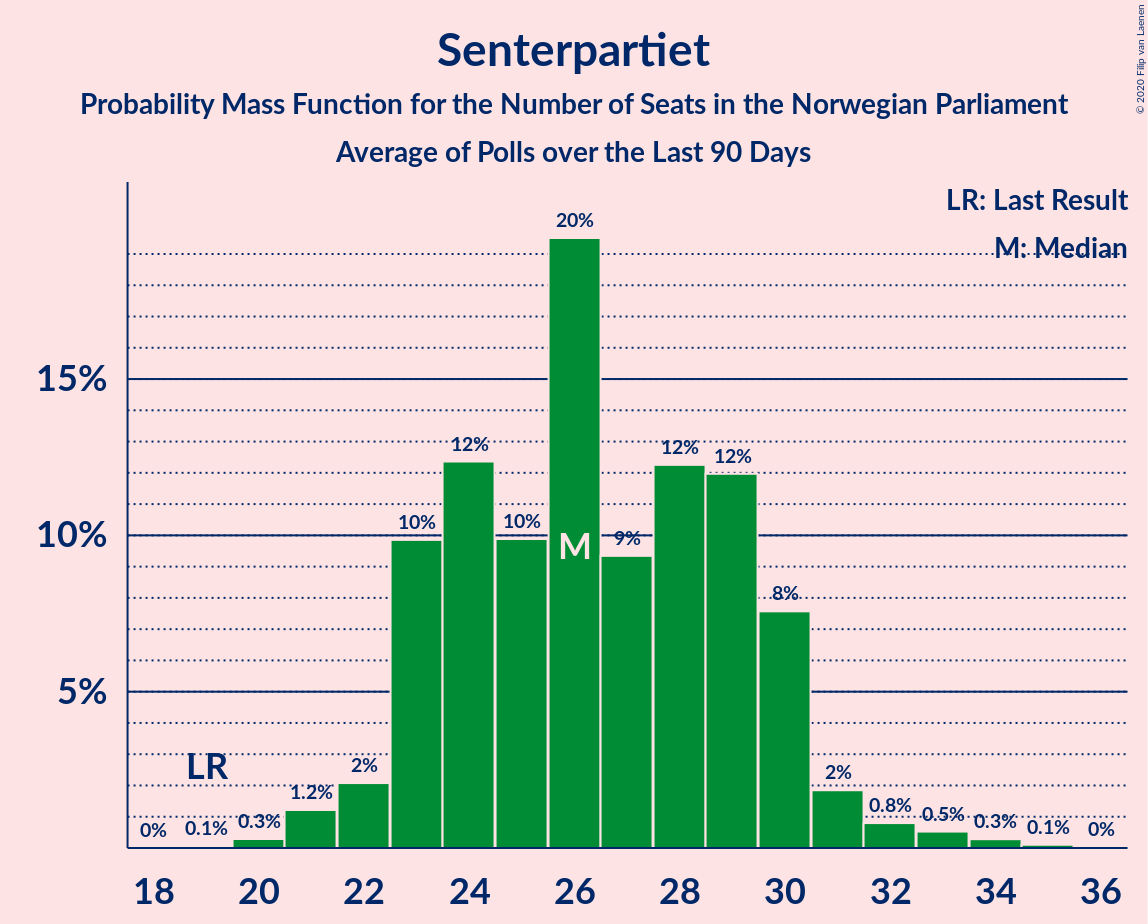 Senterpartiet
Probability Mass Function for the Number of Seats in the Norwegian Parliament
Average of Polls over the Last 90 Days
© 2020 Filip van Laenen
LR: Last Result
M: Median
15%
10%
5%
0%
0.1%
LR
0.3%
1.2%
2%
10%
12%
10%
20%
M
9%
12%
12%
8%
2%
0.8%
0.5%
0.3%
0.1%
0%
18 20 22 24 26 28 30 32 34 36